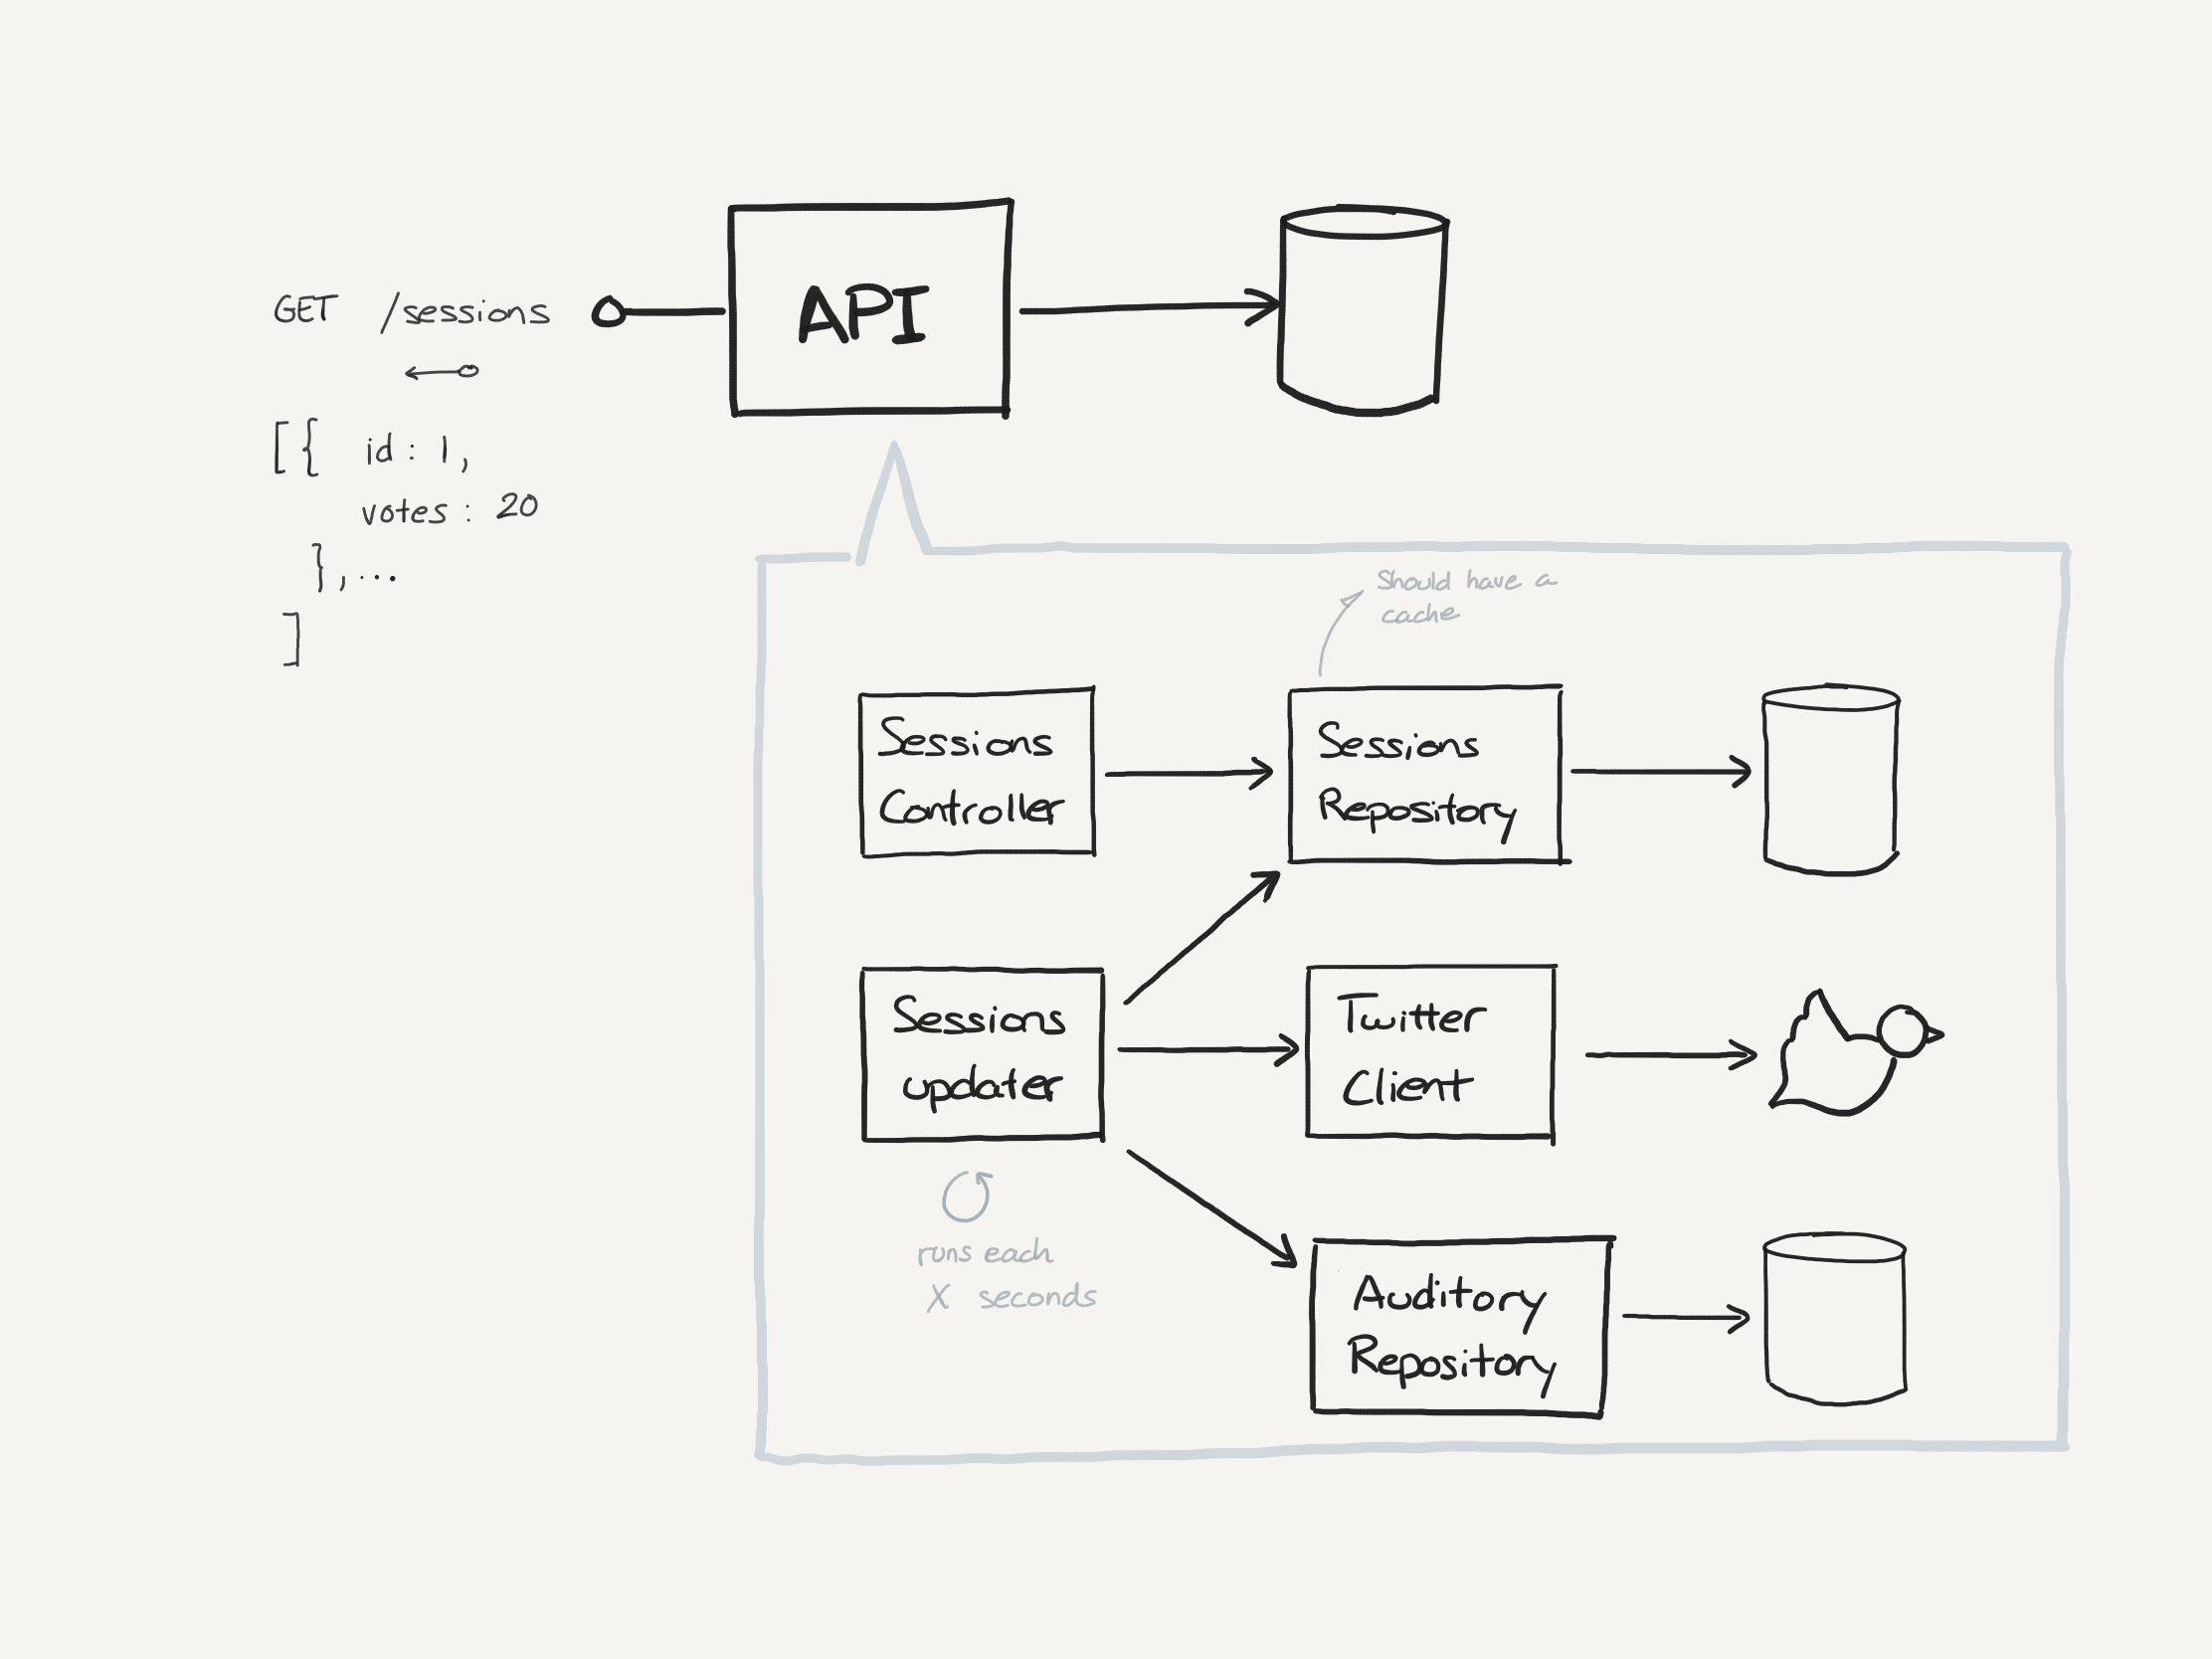 API
GET /sessions
[{ id: 1,
votes: 20
}, ...
]
Should have a
cache
Sessions
Controller
Sessions
Repository
Sessions
updater
Twitter
Client
runs each
X seconds
Auditory
Repository